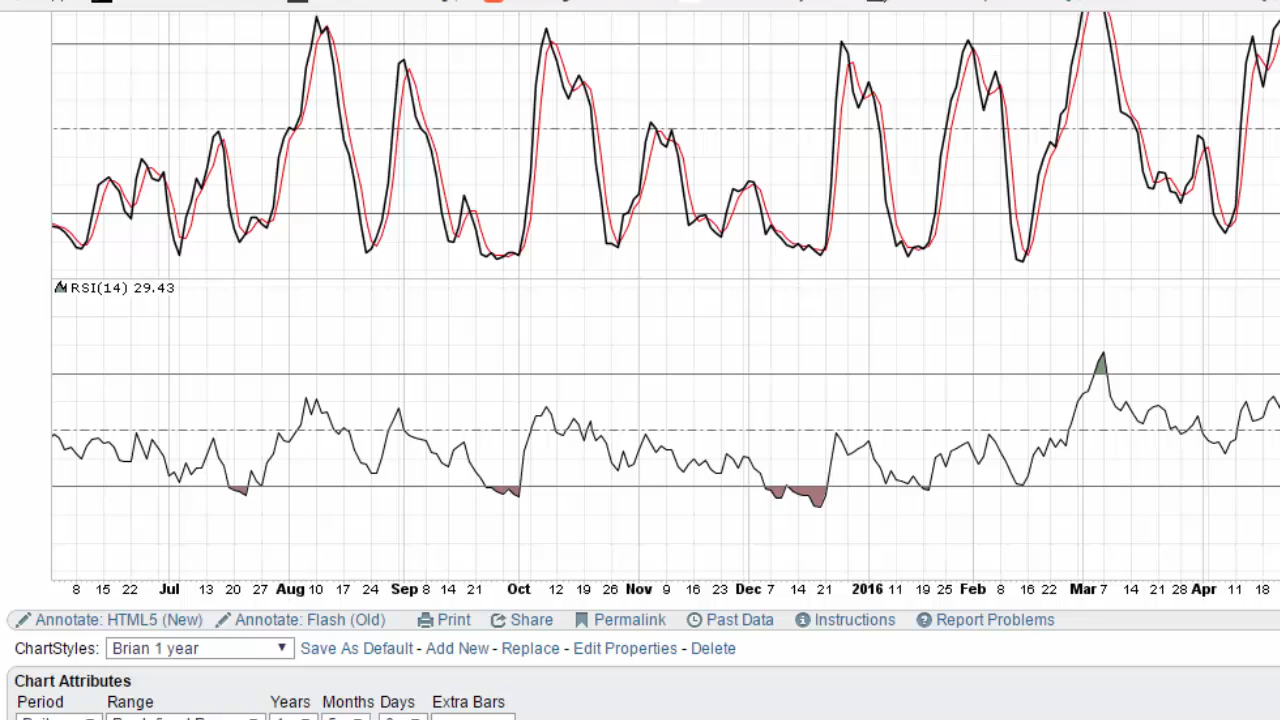 RSI(14) 29.43
8 15 22 Jul 13 20 27 Aug 10 17 24 Sep 8 14 21 Oct 12 19 26 Nov 9 16 23 Dec 7 14 21 2016 11 19 25 Feb 8 16 22 Mar 7 14 21 28 Apr 11 18
Annotate: HTML5 (New) Annotate: Flash (Old) Print Share Permalink Past Data Instructions Report Problems
ChartStyles: Brian 1 year Save As Default - Add New - Replace - Edit Properties - Delete
Chart Attributes
Period Range Years Months Days Extra Bars